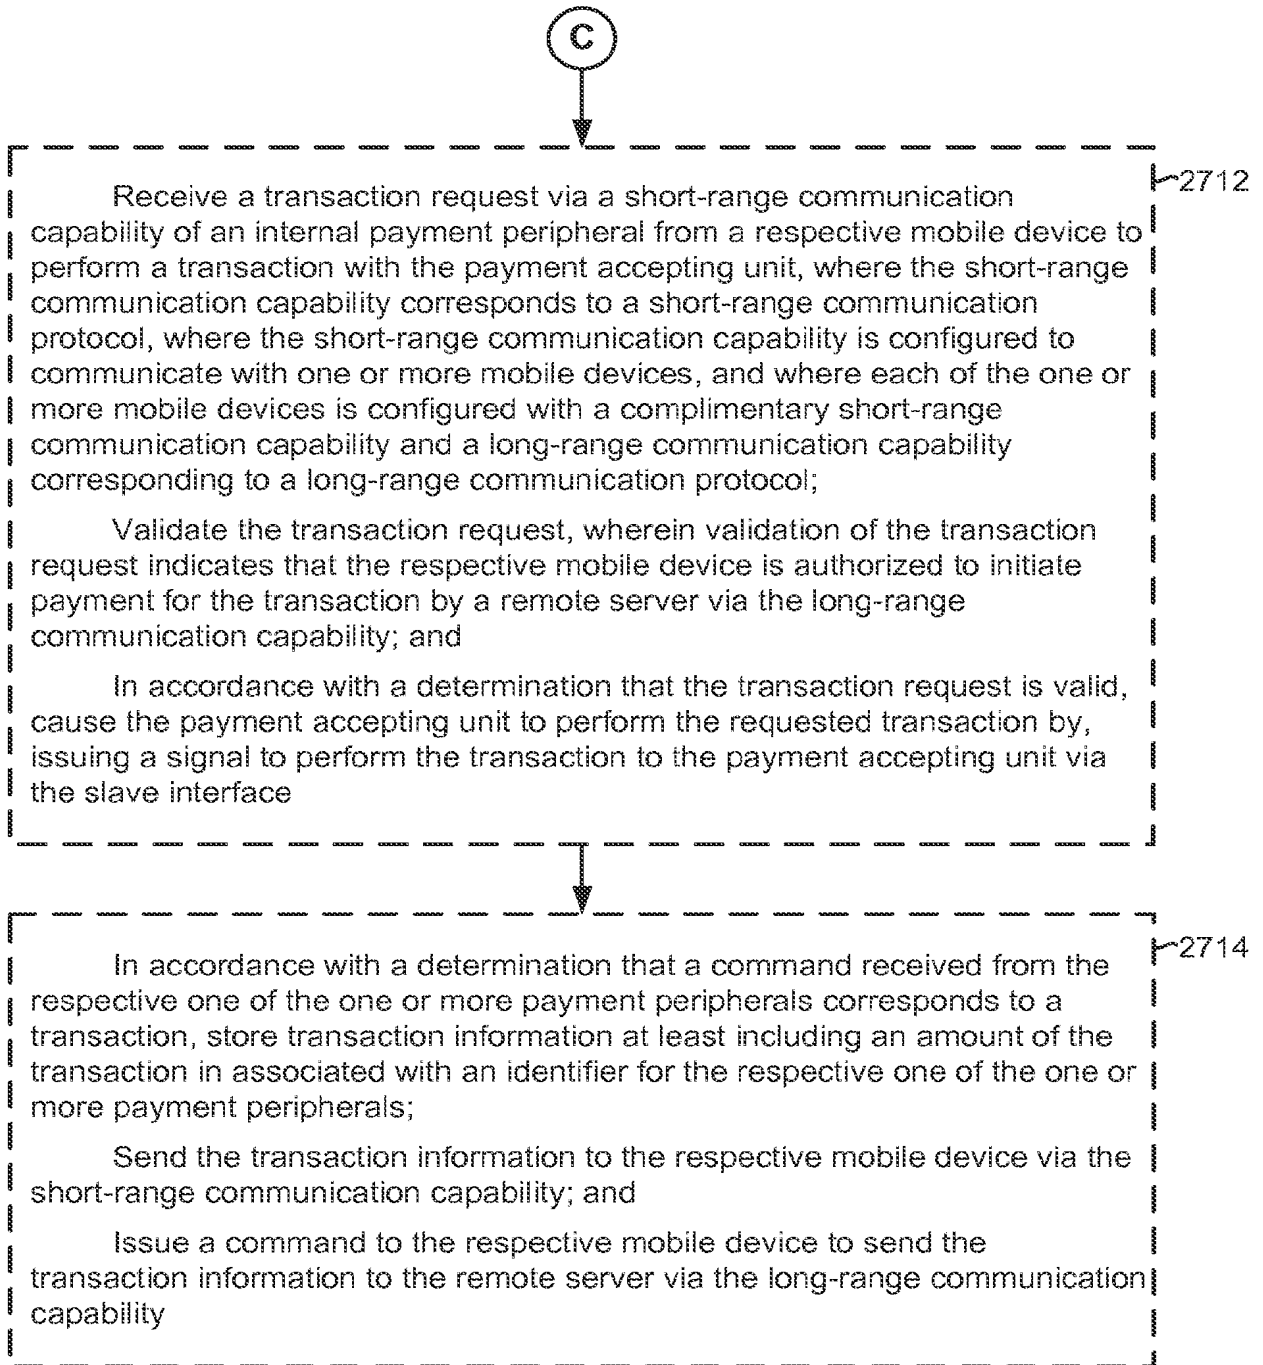 C
2712
Receive a transaction request via a short-range communication
capability of an internal payment peripheral from a respective mobile device to
perform a transaction with the payment accepting unit, where the short-range
communication capability corresponds to a short-range communication
protocol, where the short-range communication capability is configured to
communicate with one or more mobile devices, and where each of the one or
more mobile devices is configured with a complimentary short-range
communication capability and a long-range communication capability
corresponding to a long-range communication protocol;
Validate the transaction request, wherein validation of the transaction
request indicates that the respective mobile device is authorized to initiate
payment for the transaction by a remote server via the long-range
communication capability; and
In accordance with a determination that the transaction request is valid,
cause the payment accepting unit to perform the requested transaction by,
issuing a signal to perform the transaction to the payment accepting unit via
the slave interface
2714
In accordance with a determination that a command received from the
respective one of the one or more payment peripherals corresponds to a
transaction, store transaction information at least including an amount of the
transaction in associated with an identifier for the respective one of the one or
more payment peripherals;
Send the transaction information to the respective mobile device via the
short-range communication capability; and
Issue a command to the respective mobile device to send the
transaction information to the remote server via the long-range communication
capability